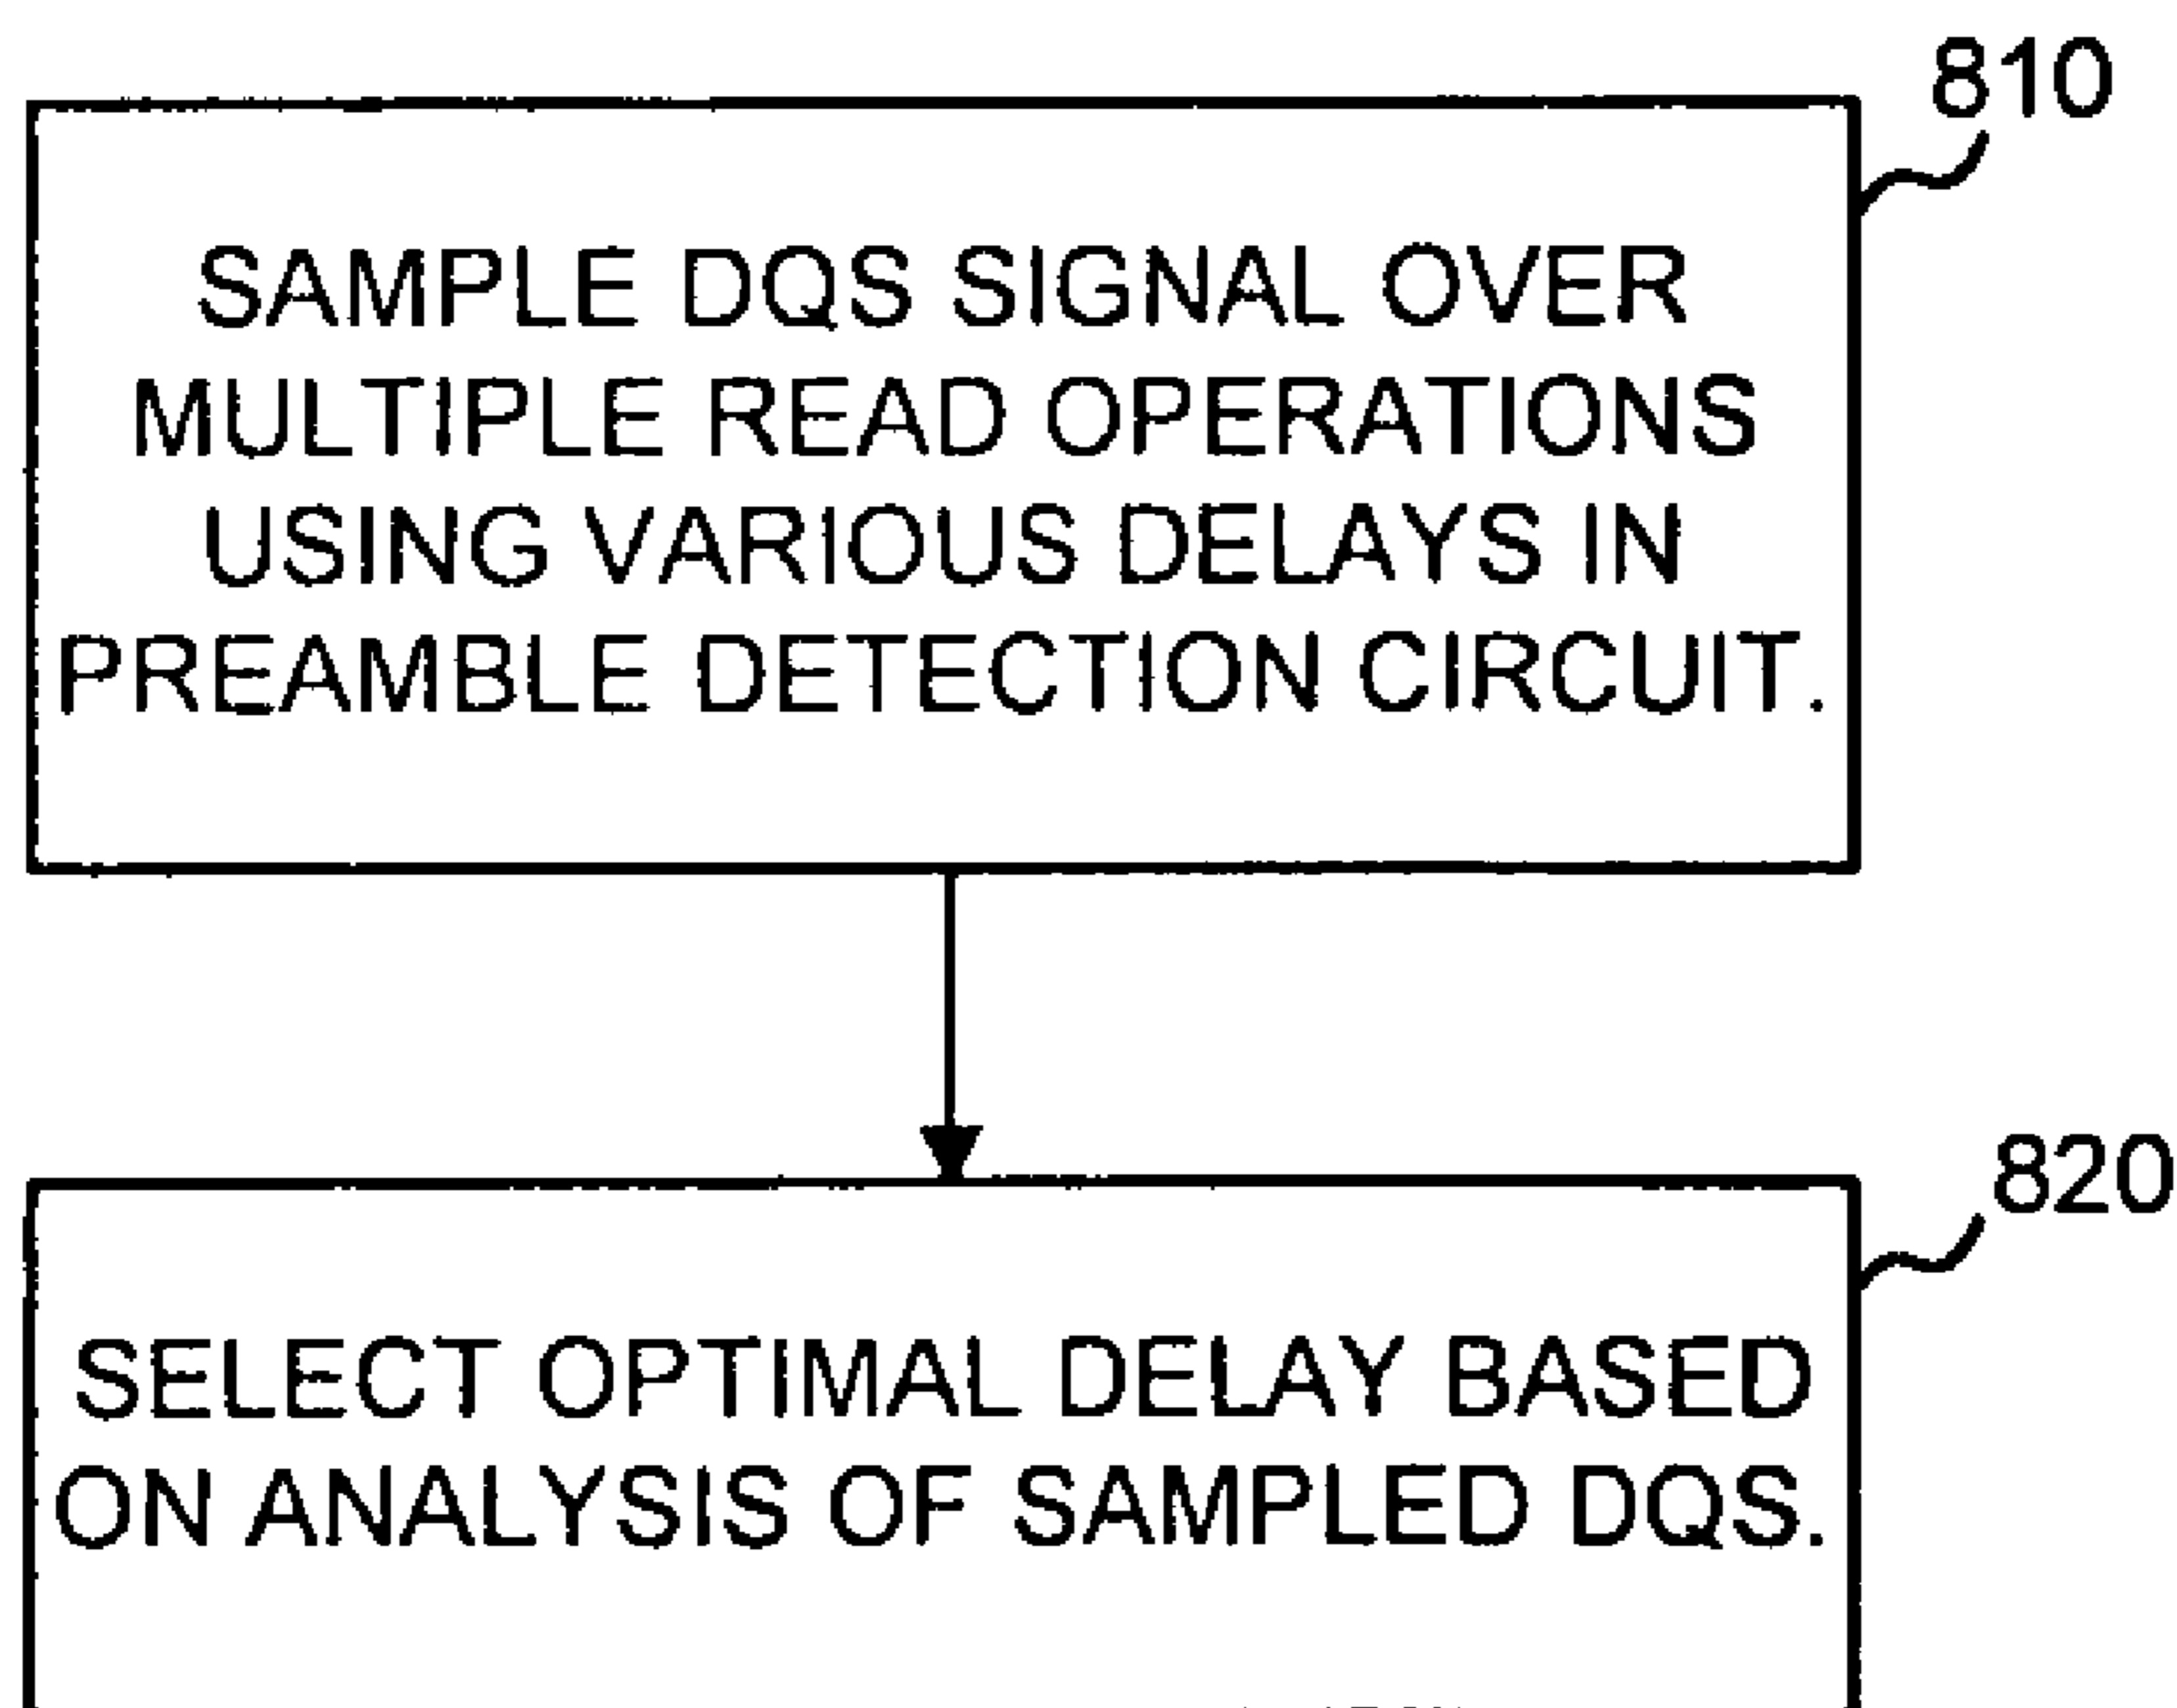 810
SAMPLE DQS SIGNAL OVER
MULTIPLE READ OPERATIONS
USING VARIOUS DELAYS IN
PREAMBLE DETECTION CIRCUIT.
820
SELECT OPTIMAL DELAY BASED
ON ANALYSIS OF SAMPLED DQS.